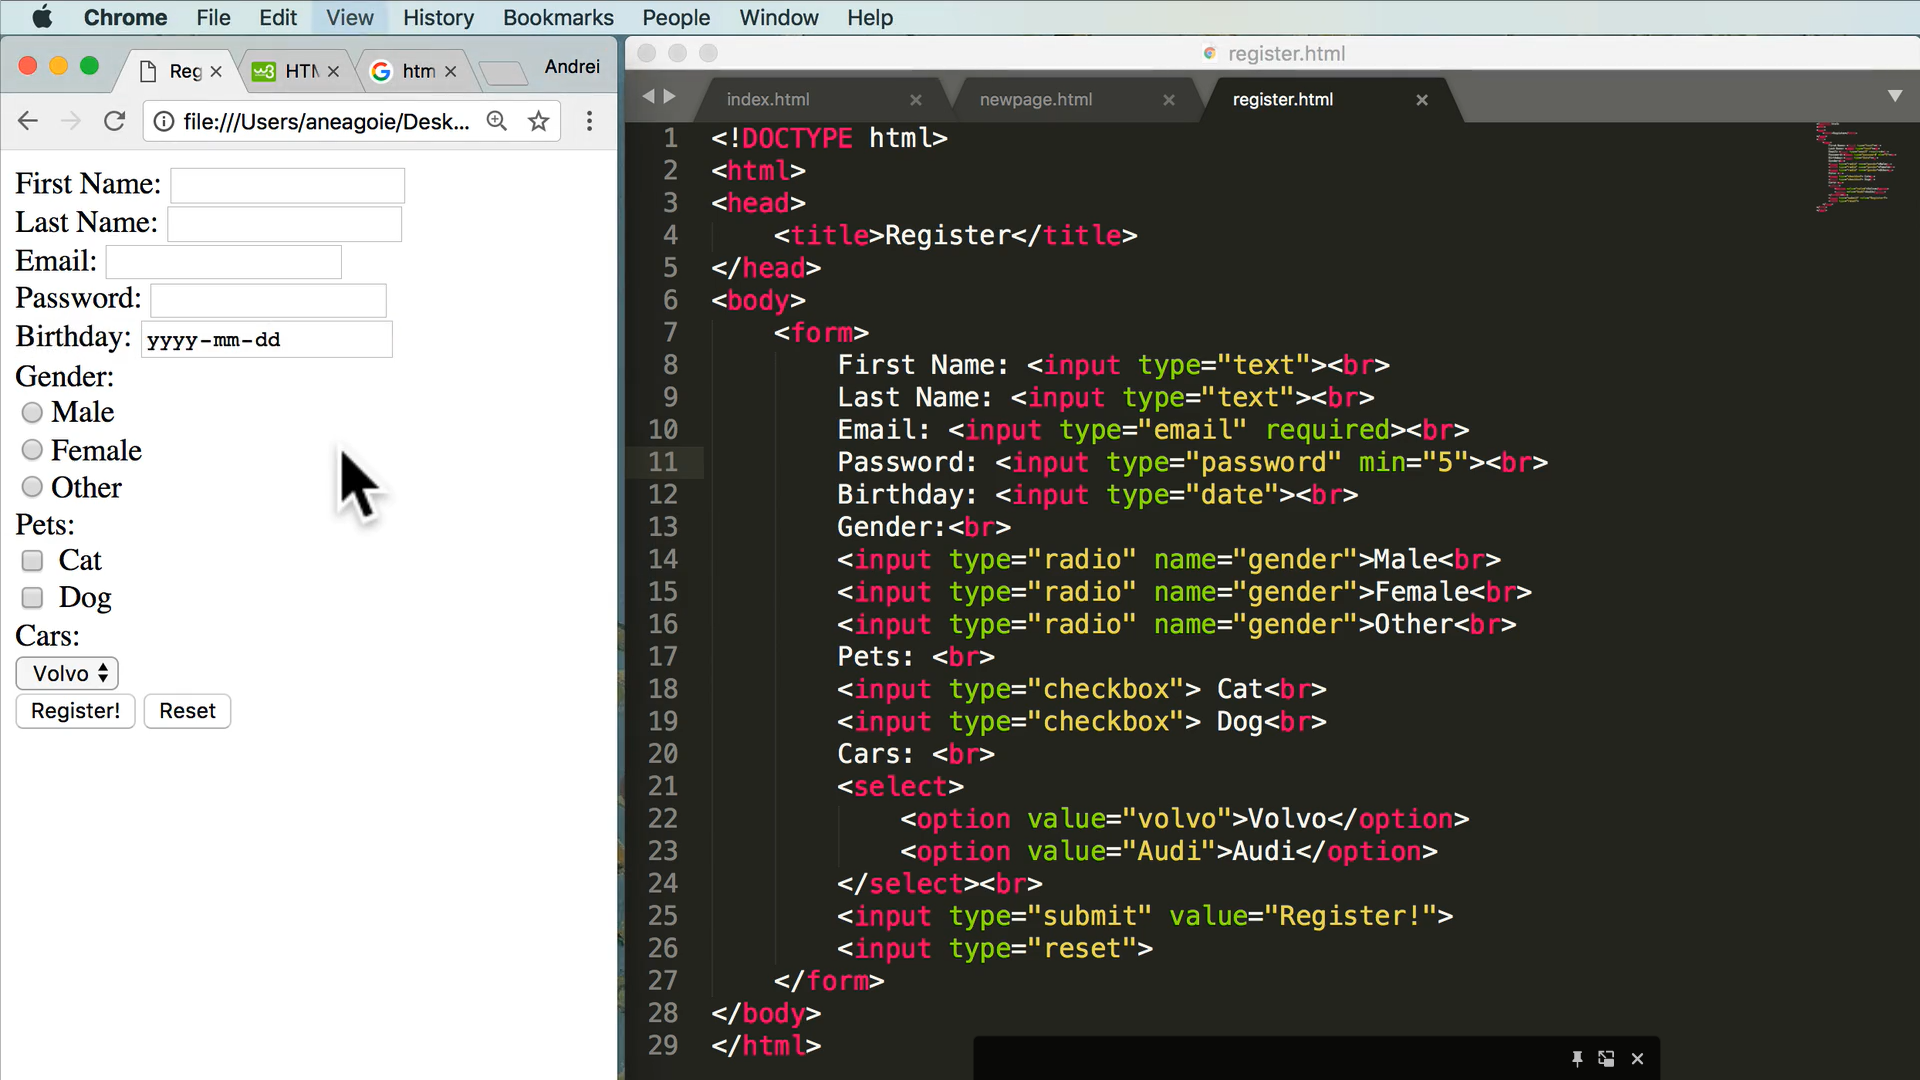 Chrome File Edit View History Bookmarks People Window Help
Reg HTM htm Andrei
file:///Users/aneagoie/Desk...
First Name:
Last Name:
Email:
Password:
Birthday: yyyy-mm-dd
Gender:
Male
Female
Other
Pets:
Cat
Dog
Cars:
Volvo
Register! Reset
register.html
index.html newpage.html register.html
1 <!DOCTYPE html>
2 <html>
3 <head>
4 <title>Register</title>
5 </head>
6 <body>
7 <form>
8 First Name: <input type="text"><br>
9 Last Name: <input type="text"><br>
10 Email: <input type="email" required><br>
11 Password: <input type="password" min="5"><br>
12 Birthday: <input type="date"><br>
13 Gender:<br>
14 <input type="radio" name="gender">Male<br>
15 <input type="radio" name="gender">Female<br>
16 <input type="radio" name="gender">Other<br>
17 Pets: <br>
18 <input type="checkbox"> Cat<br>
19 <input type="checkbox"> Dog<br>
20 Cars: <br>
21 <select>
22 <option value="volvo">Volvo</option>
23 <option value="Audi">Audi</option>
24 </select><br>
25 <input type="submit" value="Register!">
26 <input type="reset">
27 </form>
28 </body>
29 </html>